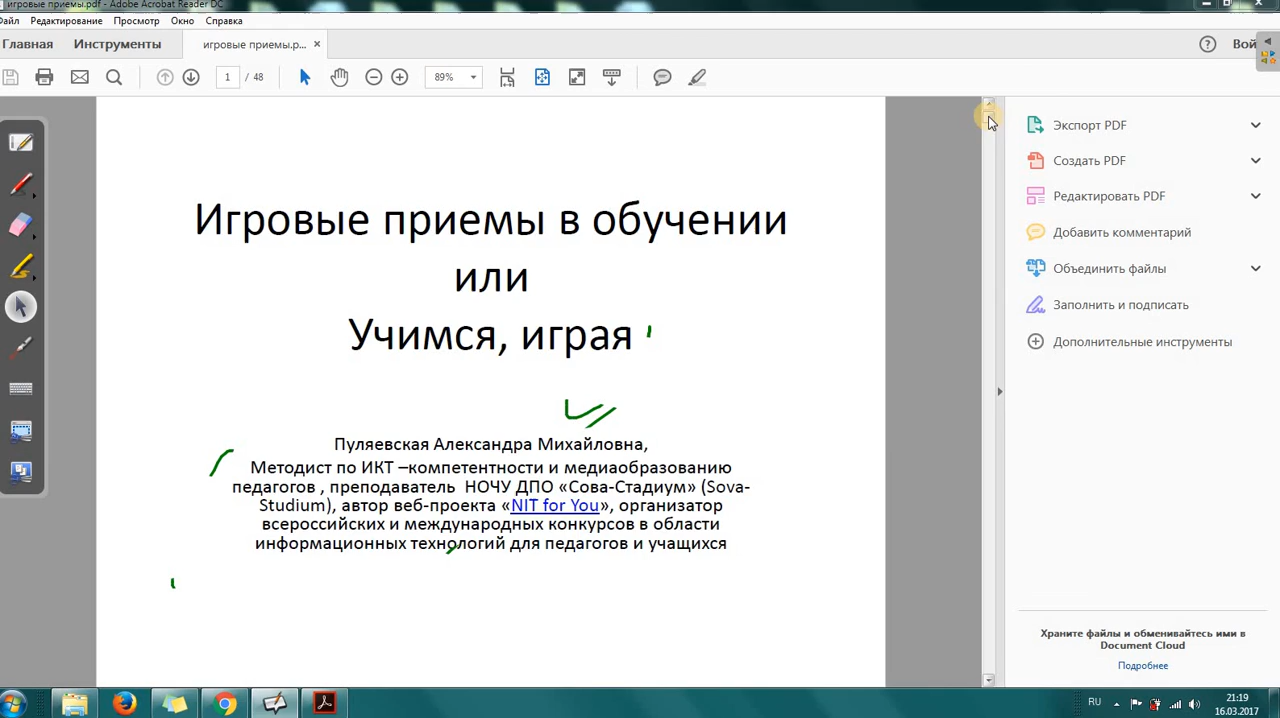 игровые приемы.pdf - Adobe Acrobat Reader DC
Файл Редактирование Просмотр Окно Справка
Главная Инструменты игровые приемы.p... × Вой
1 / 48 89%
Игровые приемы в обучении
или
Учимся, играя
Пуляевская Александра Михайловна,
Методист по ИКТ –компетентности и медиаобразованию
педагогов , преподаватель НОЧУ ДПО «Сова-Стадиум» (Sova-
Studium), автор веб-проекта «NIT for You», организатор
всероссийских и международных конкурсов в области
информационных технологий для педагогов и учащихся
Экспорт PDF
Создать PDF
Редактировать PDF
Добавить комментарий
Объединить файлы
Заполнить и подписать
Дополнительные инструменты
Храните файлы и обменивайтесь ими в
Document Cloud
Подробнее
RU 21:19
16.03.2017